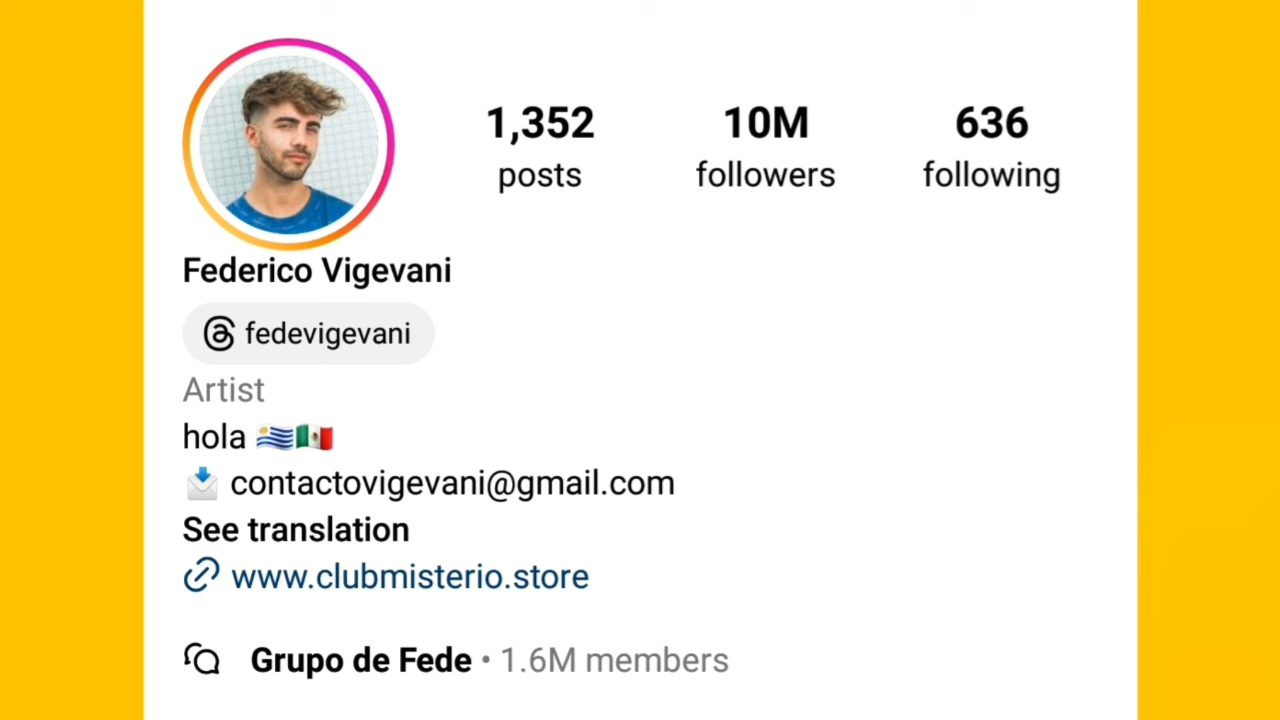 1,352 10M 636
posts followers following
Federico Vigevani
fedevigevani
Artist
hola 🇺🇾🇲🇽
📩 contactovigevani@gmail.com
See translation
www.clubmisterio.store
Grupo de Fede • 1.6M members